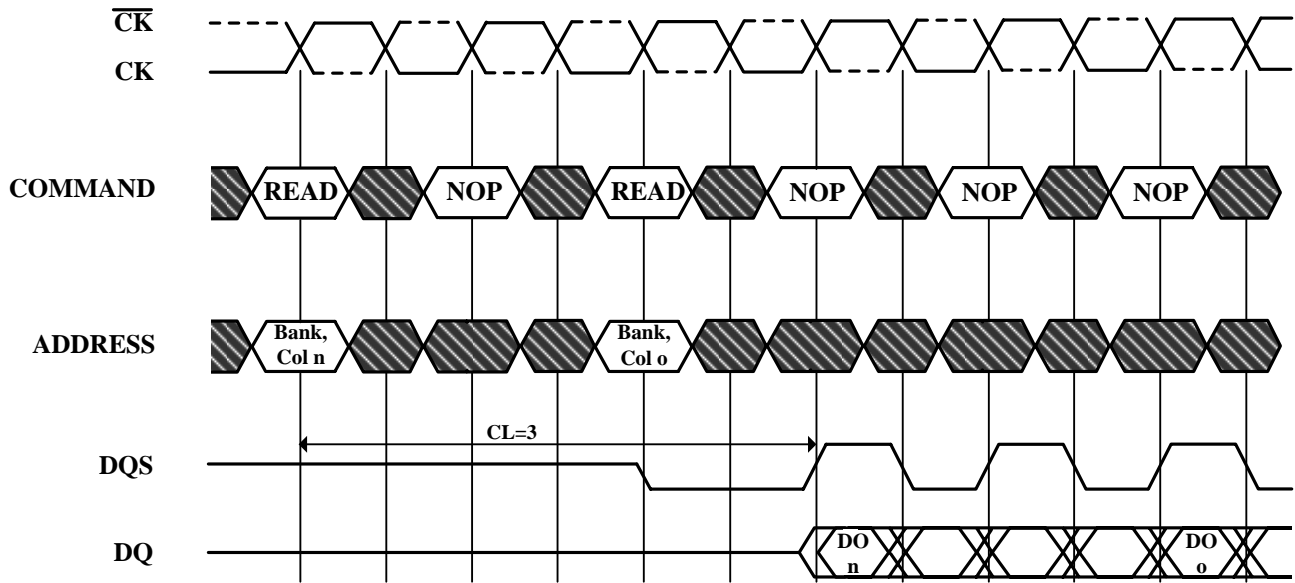 CK
CK
COMMAND
READ
NOP
READ
NOP
NOP
NOP
ADDRESS
Bank,
Col n
Bank,
Col o
CL=3
DQS
DQ
DO
n
DO
o